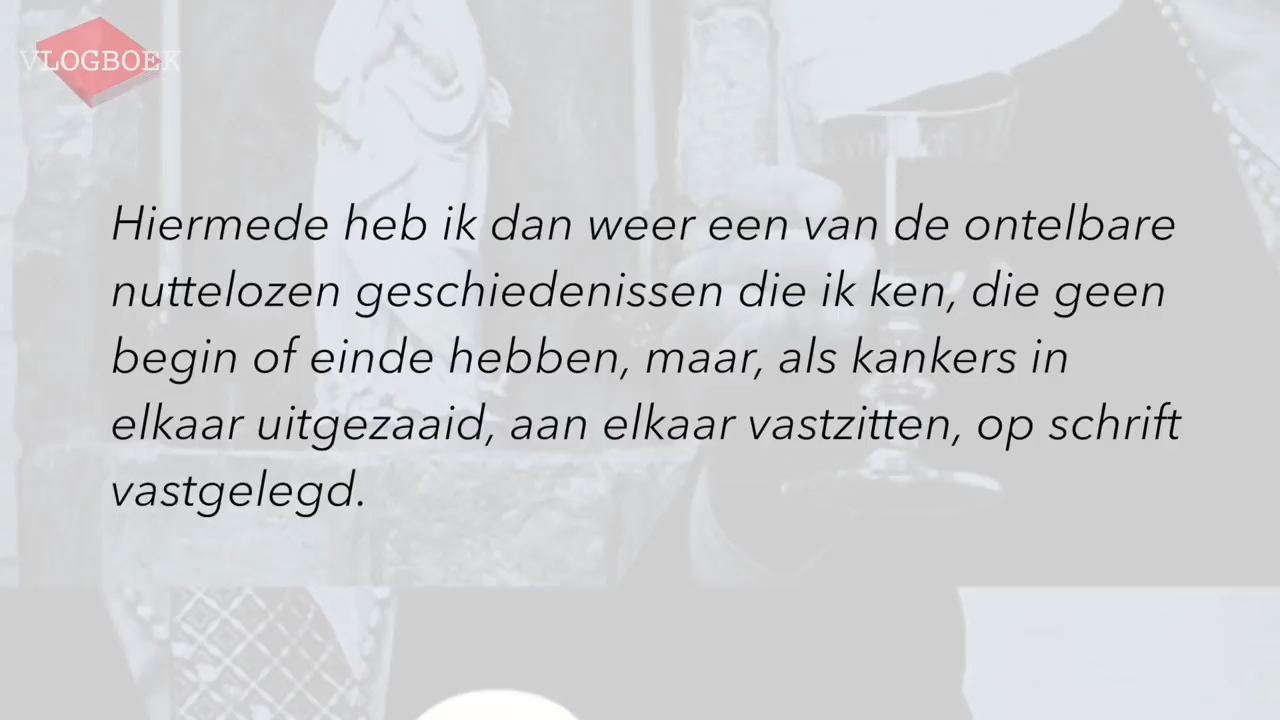 VLOGBOEK
Hiermede heb ik dan weer een van de ontelbare
nuttelozen geschiedenissen die ik ken, die geen
begin of einde hebben, maar, als kankers in
elkaar uitgezaaid, aan elkaar vastzitten, op schrift
vastgelegd.